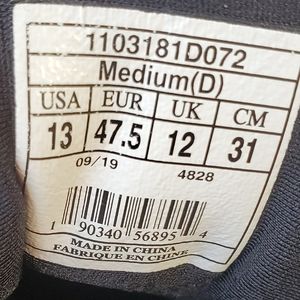 1103181D072
Medium(D)
USA EUR UK CM
13 47.5 12 31
09/19 4828
1 90340 56895 4
MADE IN CHINA
FABRIQUE EN CHINE